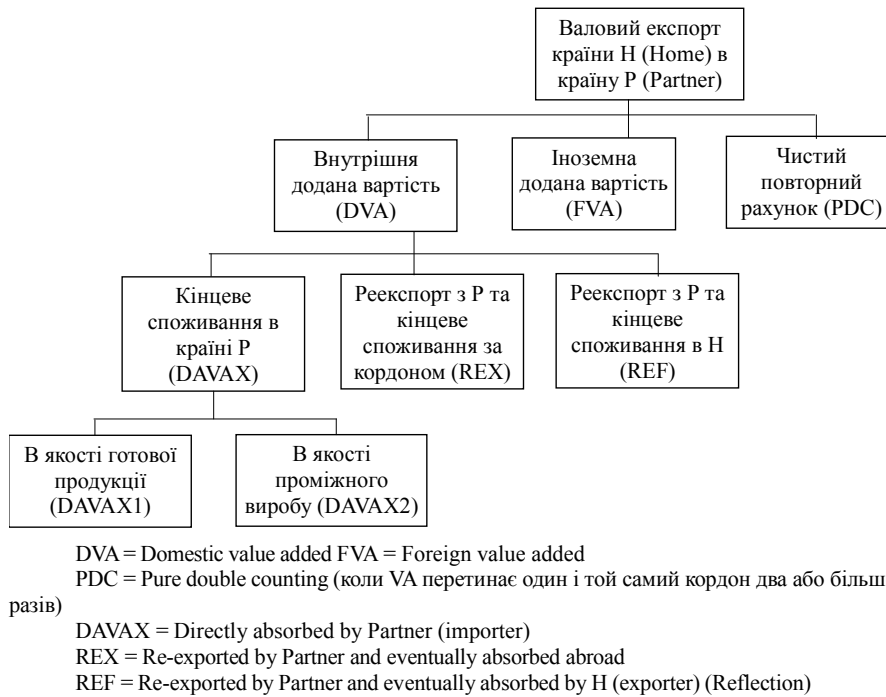 Валовий експорт
країни H (Home) в
країну P (Partner)
Внутрішня
додана вартість
(DVA)
Іноземна
додана вартість
(FVA)
Чистий
повторний
рахунок (PDC)
Кінцеве
споживання в
країні P
(DAVAX)
Реекспорт з P та
кінцеве
споживання за
кордоном (REX)
Реекспорт з P та
кінцеве
споживання в H
(REF)
В якості готової
продукції
(DAVAX1)
В якості
проміжного
виробу (DAVAX2)
DVA = Domestic value added FVA = Foreign value added
PDC = Pure double counting (коли VA перетинає один і той самий кордон два або більш
разів)
DAVAX = Directly absorbed by Partner (importer)
REX = Re-exported by Partner and eventually absorbed abroad
REF = Re-exported by Partner and eventually absorbed by H (exporter) (Reflection)